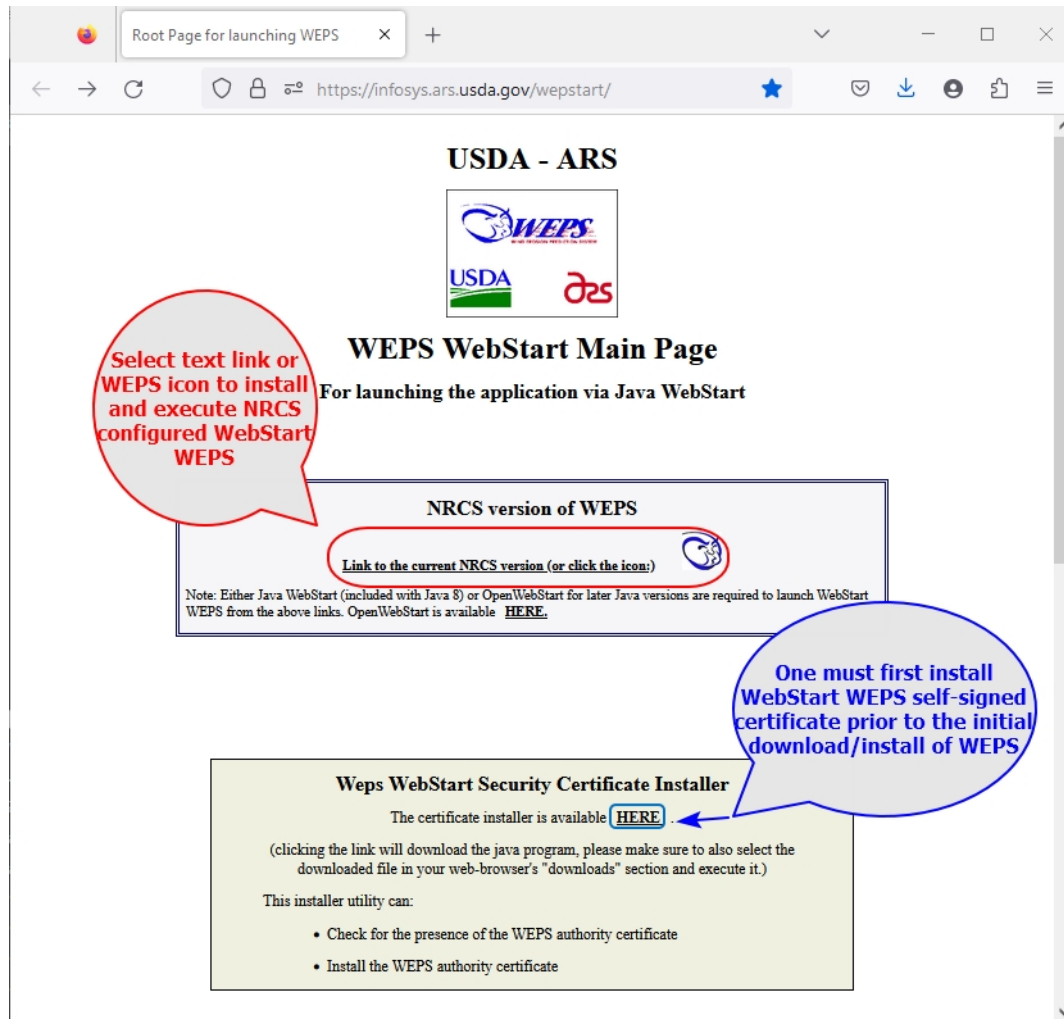 Root Page for launching WEPS
https://infosys.ars.usda.gov/wepstart/
USDA - ARS
WEPS
USDA
ars
WEPS WebStart Main Page
For launching the application via Java WebStart
Select text link or
WEPS icon to install
and execute NRCS
configured WebStart
WEPS
NRCS version of WEPS
Link to the current NRCS version (or click the icon:)
Note: Either Java WebStart (included with Java 8) or OpenWebStart for later Java versions are required to launch WebStart
WEPS from the above links. OpenWebStart is available HERE.
One must first install
WebStart WEPS self-signed
certificate prior to the initial
download/install of WEPS
Weps WebStart Security Certificate Installer
The certificate installer is available HERE .
(clicking the link will download the java program, please make sure to also select the
downloaded file in your web-browser's "downloads" section and execute it.)
This installer utility can:
• Check for the presence of the WEPS authority certificate
• Install the WEPS authority certificate